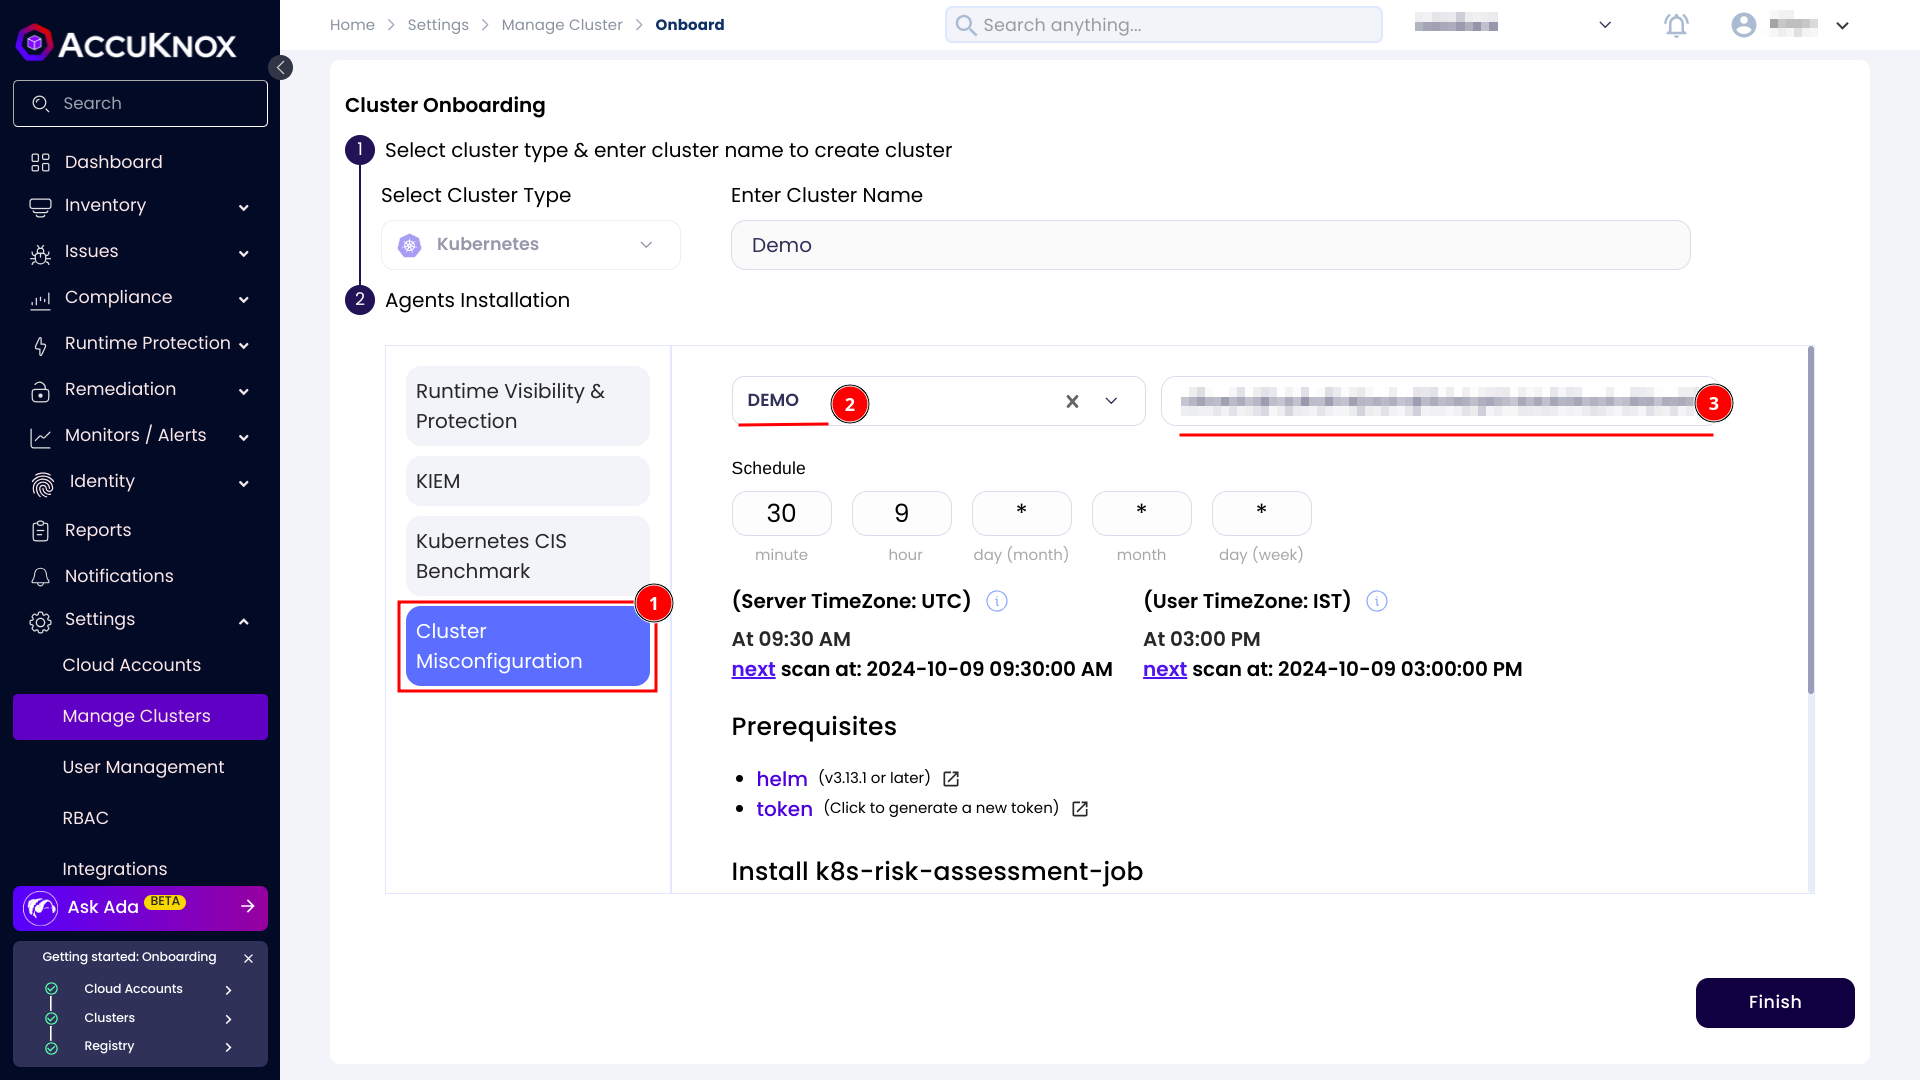 ACCUKNOX
Search
Dashboard
Inventory
Issues
Compliance
Runtime Protection
Remediation
Monitors / Alerts
Identity
Reports
Notifications
Settings
Cloud Accounts
Manage Clusters
User Management
RBAC
Integrations
Ask Ada BETA
Getting started: Onboarding
Cloud Accounts
Clusters
Registry
Home > Settings > Manage Cluster > Onboard
Search anything...
Cluster Onboarding
1 Select cluster type & enter cluster name to create cluster
Select Cluster Type
Enter Cluster Name
Kubernetes
Demo
2 Agents Installation
Runtime Visibility &
Protection
KIEM
Kubernetes CIS
Benchmark
1
Cluster
Misconfiguration
DEMO
2
3
Schedule
30 9 * * *
minute hour day (month) month day (week)
(Server TimeZone: UTC) (User TimeZone: IST)
At 09:30 AM At 03:00 PM
next scan at: 2024-10-09 09:30:00 AM next scan at: 2024-10-09 03:00:00 PM
Prerequisites
• helm (v3.13.1 or later)
• token (Click to generate a new token)
Install k8s-risk-assessment-job
Finish